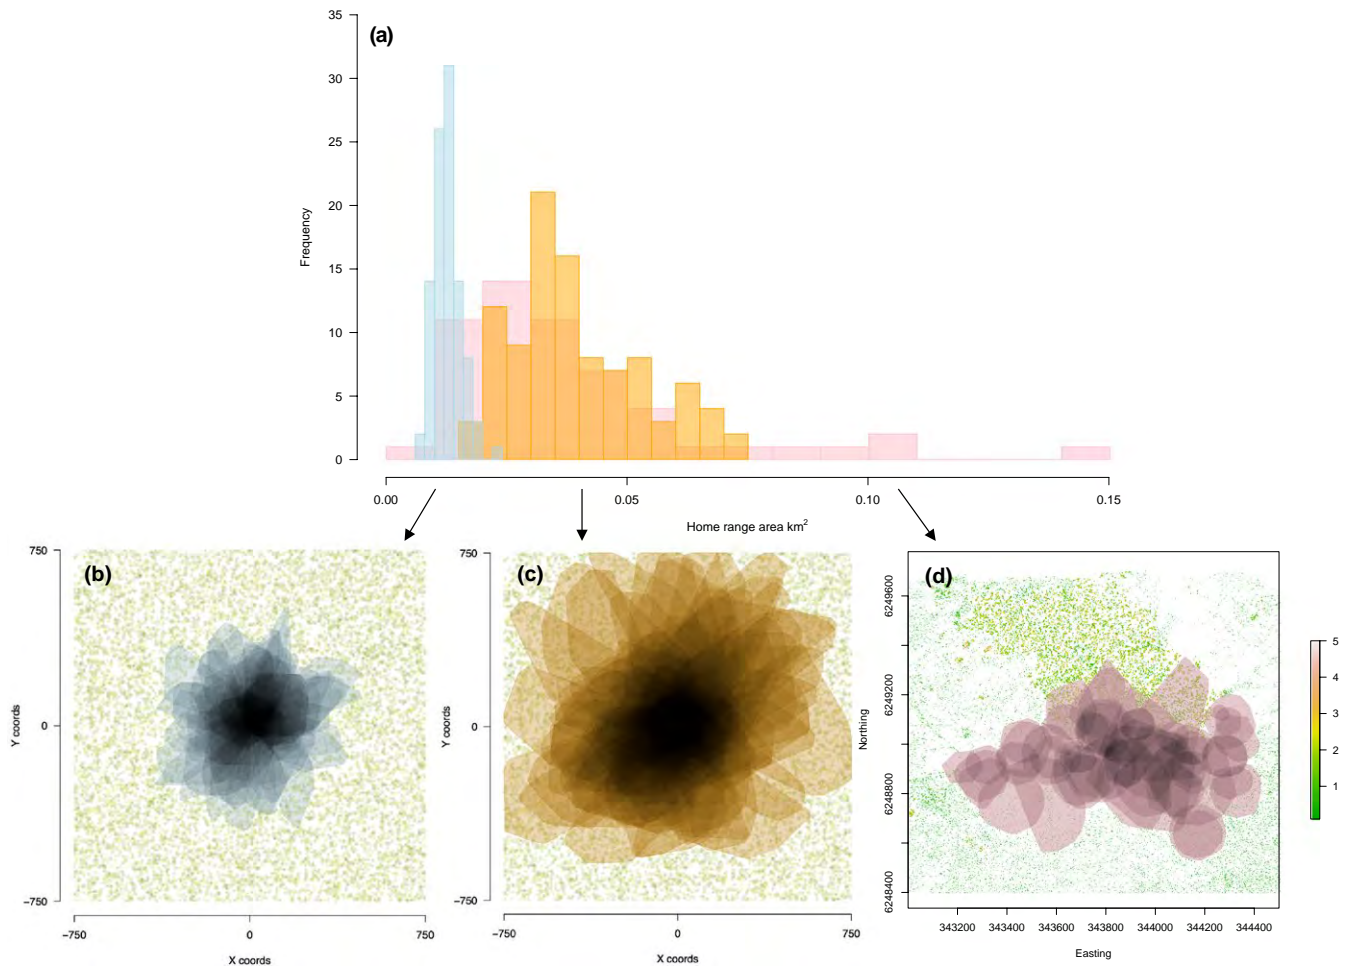 (a)
35
30
25
20
15
10
5
0
Frequency
0.00 0.05 0.10 0.15
Home range area km2
(b)
750
0
−750
Y coords
−750 0 750
X coords
(c)
750
0
−750
Y coords
−750 0 750
X coords
(d)
6249600
6249200
6248800
6248400
Northing
343200 343400 343600 343800 344000 344200 344400
Easting
5
4
3
2
1